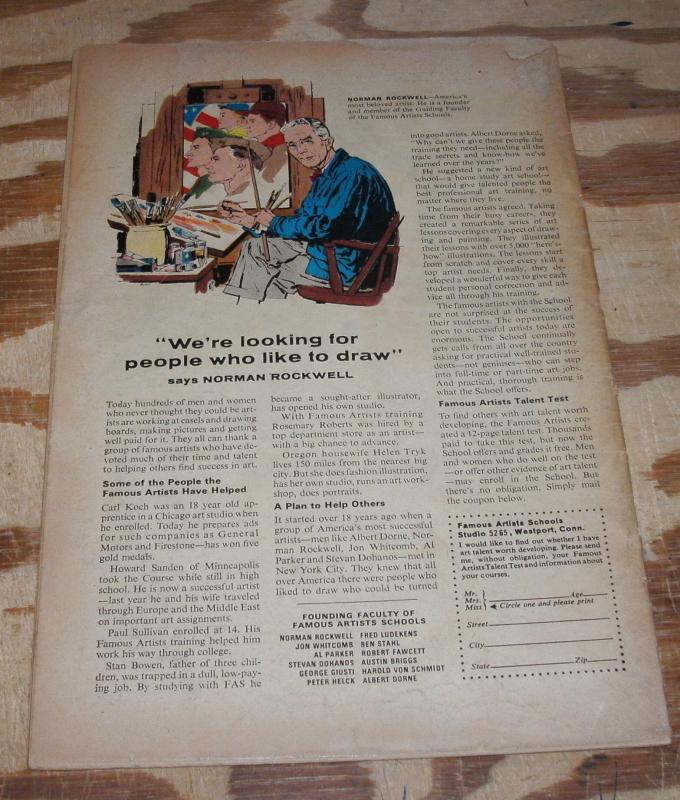 NORMAN ROCKWELL—America's
most beloved artist. He is a founder
and member of the Guiding Faculty
of the Famous Artists Schools.
"We're looking for
people who like to draw"
says NORMAN ROCKWELL
Today hundreds of men and women
who never thought they could be art-
ists are working at easels and drawing
boards, making pictures and getting
well paid for it. They all can thank a
group of famous artists who have de-
voted much of their time and talent
to helping others find success in art.
Some of the People the
Famous Artists Have Helped
Carl Koch was an 18 year old ap-
prentice in a Chicago art studio when
he enrolled. Today he prepares ads
for such companies as General
Motors and Firestone—has won five
gold medals.
Howard Sanden of Minneapolis
took the Course while still in high
school. He is now a successful artist
—last year he and his wife traveled
through Europe and the Middle East
on important art assignments.
Paul Sullivan enrolled at 14. His
Famous Artists training helped him
work his way through college.
Stan Bowen, father of three chil-
dren, was trapped in a dull, low-pay-
ing job. By studying with FAS he
became a sought-after illustrator,
has opened his own studio.
With Famous Artists training
Rosemary Roberts was hired by a
top department store as an artist—
with a big chance to advance.
Oregon housewife Helen Tryk
lives 150 miles from the nearest big
city. But she does fashion illustration,
has her own studio, runs an art work-
shop, does portraits.
A Plan to Help Others
It started over 18 years ago when a
group of America's most successful
artists—men like Albert Dorne, Nor-
man Rockwell, Jon Whitcomb, Al
Parker and Stevan Dohanos—met in
New York City. They knew that all
over America there were people who
liked to draw who could be turned
FOUNDING FACULTY OF
FAMOUS ARTISTS SCHOOLS
NORMAN ROCKWELL FRED LUDEKENS
JON WHITCOMB BEN STAHL
AL PARKER ROBERT FAWCETT
STEVAN DOHANOS AUSTIN BRIGGS
GEORGE GIUSTI HAROLD VON SCHMIDT
PETER HELCK ALBERT DORNE
into good artists. Albert Dorne asked,
"Why can't we give these people the
training they need—including all the
trade secrets and know-how we've
learned over the years?"
He suggested a new kind of art
school—a home study art school—
that would give talented people the
best professional art training, no
matter where they live.
The famous artists agreed. Taking
time from their busy careers, they
created a remarkable series of art
lessons covering every aspect of draw-
ing and painting. They illustrated
their lessons with over 5,000 "here's-
how" illustrations. The lessons start
from scratch and cover every skill a
top artist needs. Finally, they de-
veloped a wonderful way to give each
student personal correction and ad-
vice all through his training.
The famous artists with the School
are not surprised at the success of
their students. The opportunities
open to successful artists today are
enormous. The School continually
gets calls from all over the country
asking for practical well-trained stu-
dents—not geniuses—who can step
into full-time or part-time art jobs.
And practical, thorough training is
what the School offers.
Famous Artists Talent Test
To find others with art talent worth
developing, the Famous Artists cre-
ated a 12-page talent test. Thousands
paid to take this test, but now the
School offers and grades it free. Men
and women who do well on the test
—or offer other evidence of art talent
—may enroll in the School. But
there's no obligation. Simply mail
the coupon below.
Famous Artists Schools
Studio 5265, Westport, Conn.
I would like to find out whether I have
art talent worth developing. Please send
me, without obligation, your Famous
Artists Talent Test and information about
your courses.
Mr.
Mrs. Age
Miss Circle one and please print
Street
City
State Zip